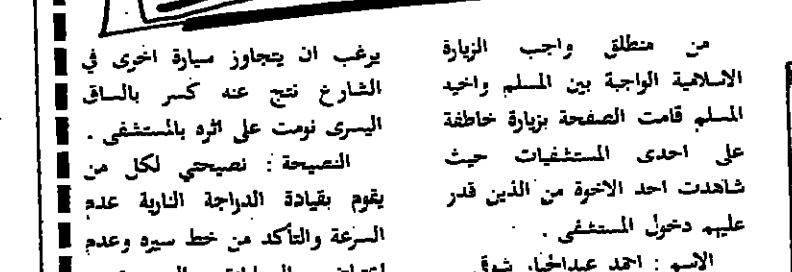 من منطلق واجب الزيارة
الاسلامية الواجبة بين المسلم واخيه
المسلم قامت الصفحة بزيارة خاطفة
على احدى المستشفيات حيث
شاهدت احد الاخوة من الذين قدر
عليهم دخول المستشفى .
الاسم : احمد عبدالجبار شوقي
يرغب ان يتجاوز سيارة اخرى في
الشارع نتج عنه كسر بالساق
اليسرى نومت على اثره بالمستشفى .
النصيحة : نصيحتي لكل من
يقوم بقيادة الدراجة النارية عدم
السرعة والتأكد من خط سيره وعدم